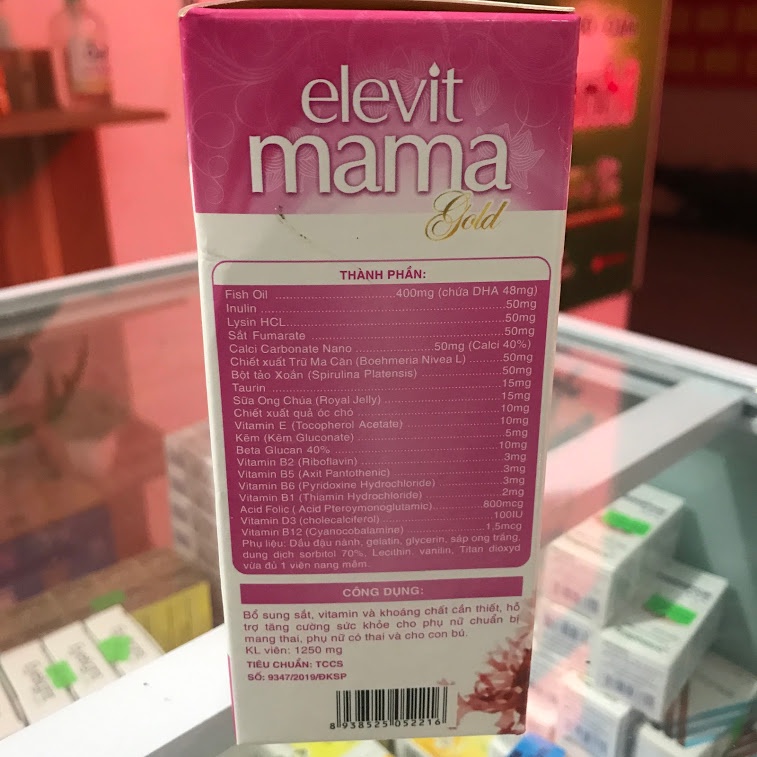 elevit
mama
Gold
THÀNH PHẦN:
Fish Oil ........ 400mg (chứa DHA 48mg)
Inulin ........ 50mg
Lysin HCL ........ 50mg
Sắt Fumarate ........ 50mg
Calci Carbonate Nano ........ 50mg (Calci 40%)
Chiết xuất Trữ Ma Căn (Boehmeria Nivea L) ........ 50mg
Bột tảo Xoắn (Spirulina Platensis) ........ 50mg
Taurin ........ 15mg
Sữa Ong Chúa (Royal Jelly) ........ 15mg
Chiết xuất quả óc chó ........ 10mg
Vitamin E (Tocopherol Acetate) ........ 10mg
Kẽm (Kẽm Gluconate) ........ 5mg
Beta Glucan 40% ........ 10mg
Vitamin B2 (Riboflavin) ........ 3mg
Vitamin B5 (Axit Pantothenic) ........ 3mg
Vitamin B6 (Pyridoxine Hydrochloride) ........ 3mg
Vitamin B1 (Thiamin Hydrochloride) ........ 2mg
Acid Folic ( Acid Pteroymonoglutamic) ........ 800mcg
Vitamin D3 (cholecalciferol) ........ 100IU
Vitamin B12 (Cyanocobalamine) ........ 1,5mcg
Phụ liệu: Dầu đậu nành, gelatin, glycerin, sáp ong trắng,
dung dịch sorbitol 70%, Lecithin, vanilin, Titan dioxyd
vừa đủ 1 viên nang mềm.
CÔNG DỤNG:
Bổ sung sắt, vitamin và khoáng chất cần thiết, hỗ
trợ tăng cường sức khỏe cho phụ nữ chuẩn bị
mang thai, phụ nữ có thai và cho con bú.
KL viên: 1250 mg
TIÊU CHUẨN: TCCS
SỐ: 9347/2019/ĐKSP
8 938525 052216